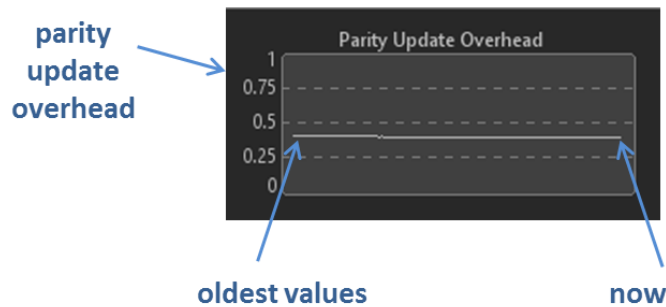 parity
update
overhead
Parity Update Overhead
1
0.75
0.5
0.25
0
oldest values
now